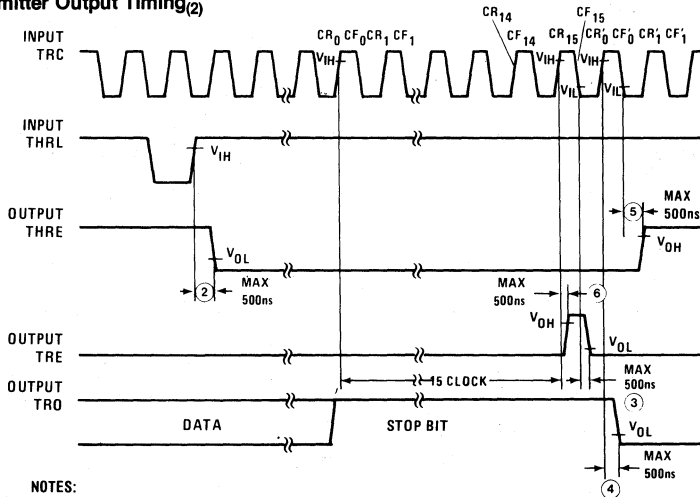 mitter Output Timing(2)
INPUT
TRC
CR0 CF0 CR1 CF1
CR14
CF14
CR15
CF15
CR'0 CF'0 CR'1 CF'1
VIH
VIH
VIL
VIH
VIL
INPUT
THRL
VIH
OUTPUT
THRE
VOL
2
MAX
500ns
5
MAX
500ns
VOH
MAX
500ns
6
OUTPUT
TRE
VOH
VOL
15 CLOCK
MAX
500ns
3
OUTPUT
TRO
DATA
STOP BIT
VOL
MAX
500ns
4
NOTES: